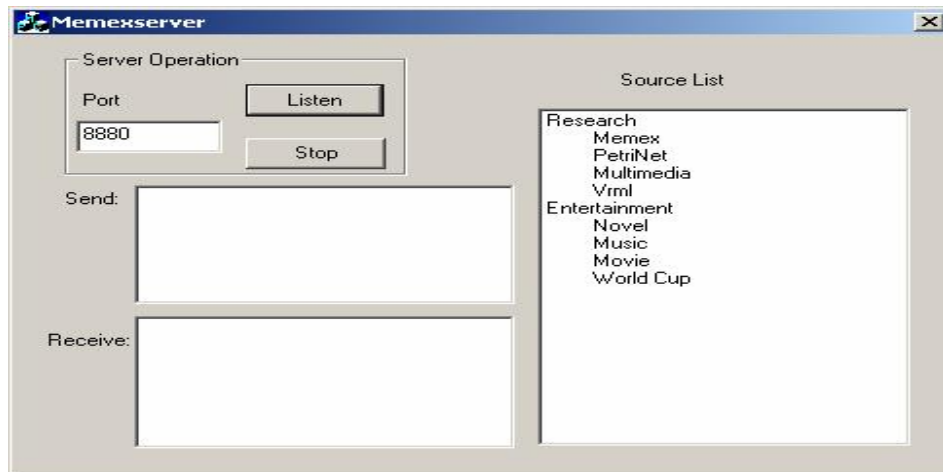 Memexserver
Server Operation
Port
Listen
8880
Stop
Send:
Receive:
Source List
Research
Memex
PetriNet
Multimedia
Vrml
Entertainment
Novel
Music
Movie
World Cup